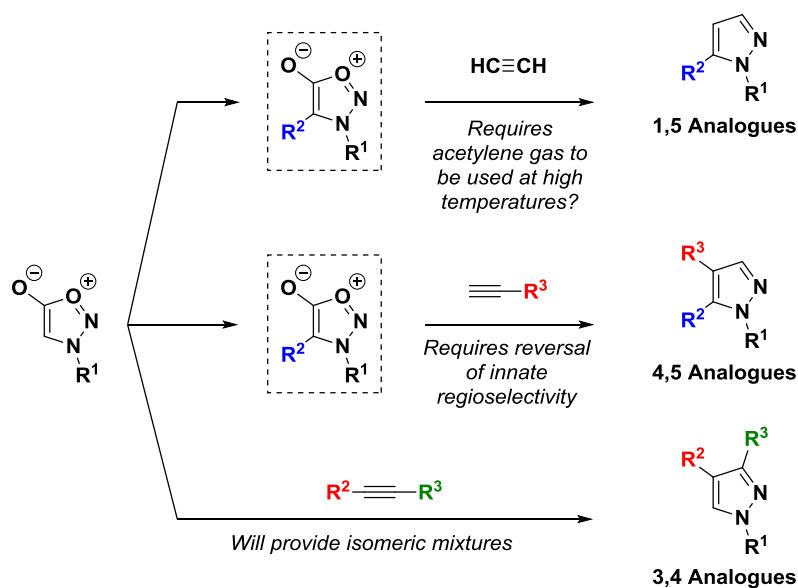 O ⊖ O ⊕ N N R² R¹
HC≡CH
Requires
acetylene gas to
be used at high
temperatures?
N N R² R¹
1,5 Analogues
O ⊖ O ⊕ N N R¹
O ⊖ O ⊕ N N R² R¹
R³
Requires reversal
of innate
regioselectivity
R³ N N R² R¹
4,5 Analogues
R² R³
Will provide isomeric mixtures
R³ R² N N R¹
3,4 Analogues